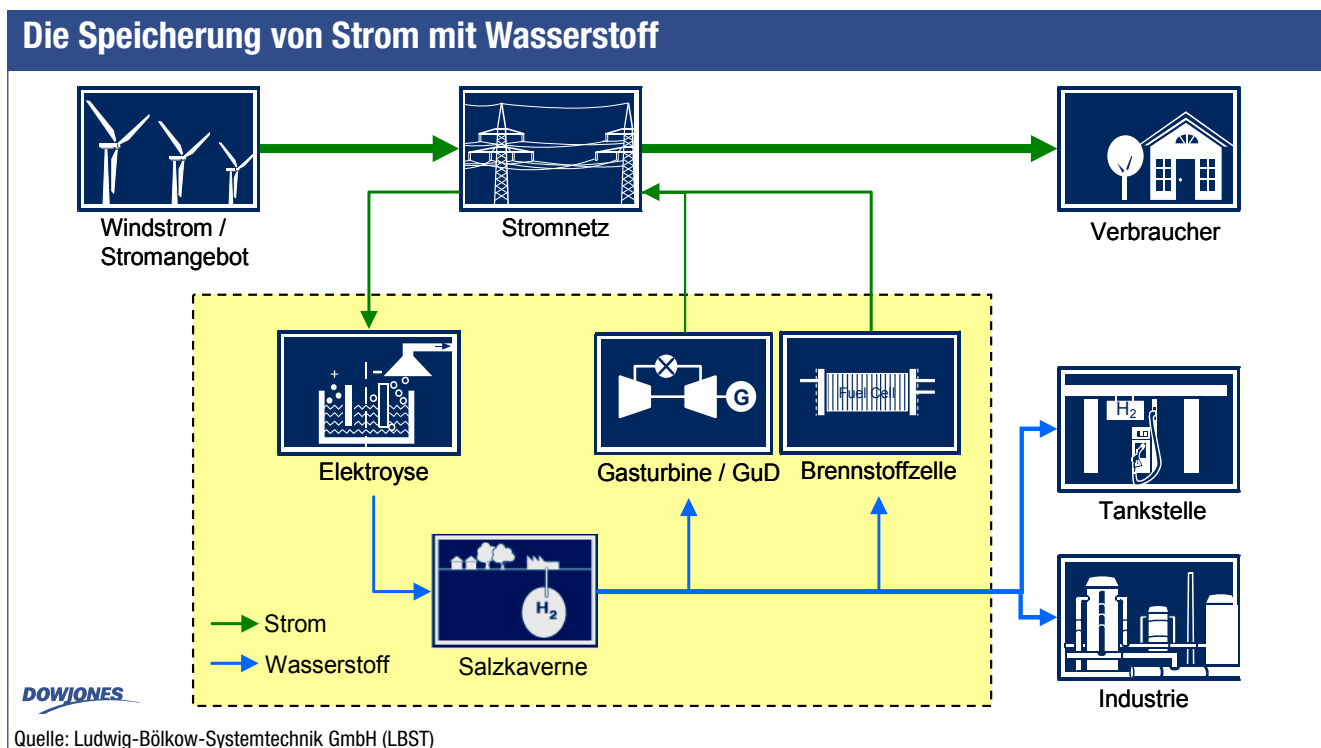 Die Speicherung von Strom mit Wasserstoff
Windstrom /
Stromangebot
Stromnetz
Verbraucher
+
-
Elektroyse
G
Gasturbine / GuD
Fuel Cell
Brennstoffzelle
H₂
Tankstelle
H₂
Salzkaverne
Industrie
Strom
Wasserstoff
DOWJONES
Quelle: Ludwig-Bölkow-Systemtechnik GmbH (LBST)